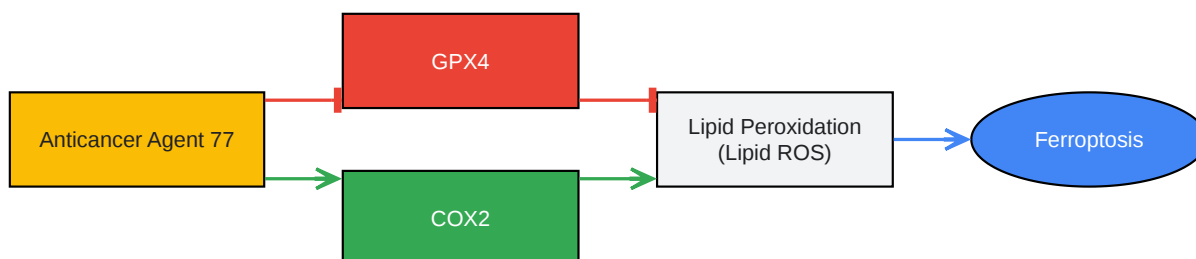 GPX4
Anticancer Agent 77
Lipid Peroxidation
(Lipid ROS)
Ferroptosis
COX2